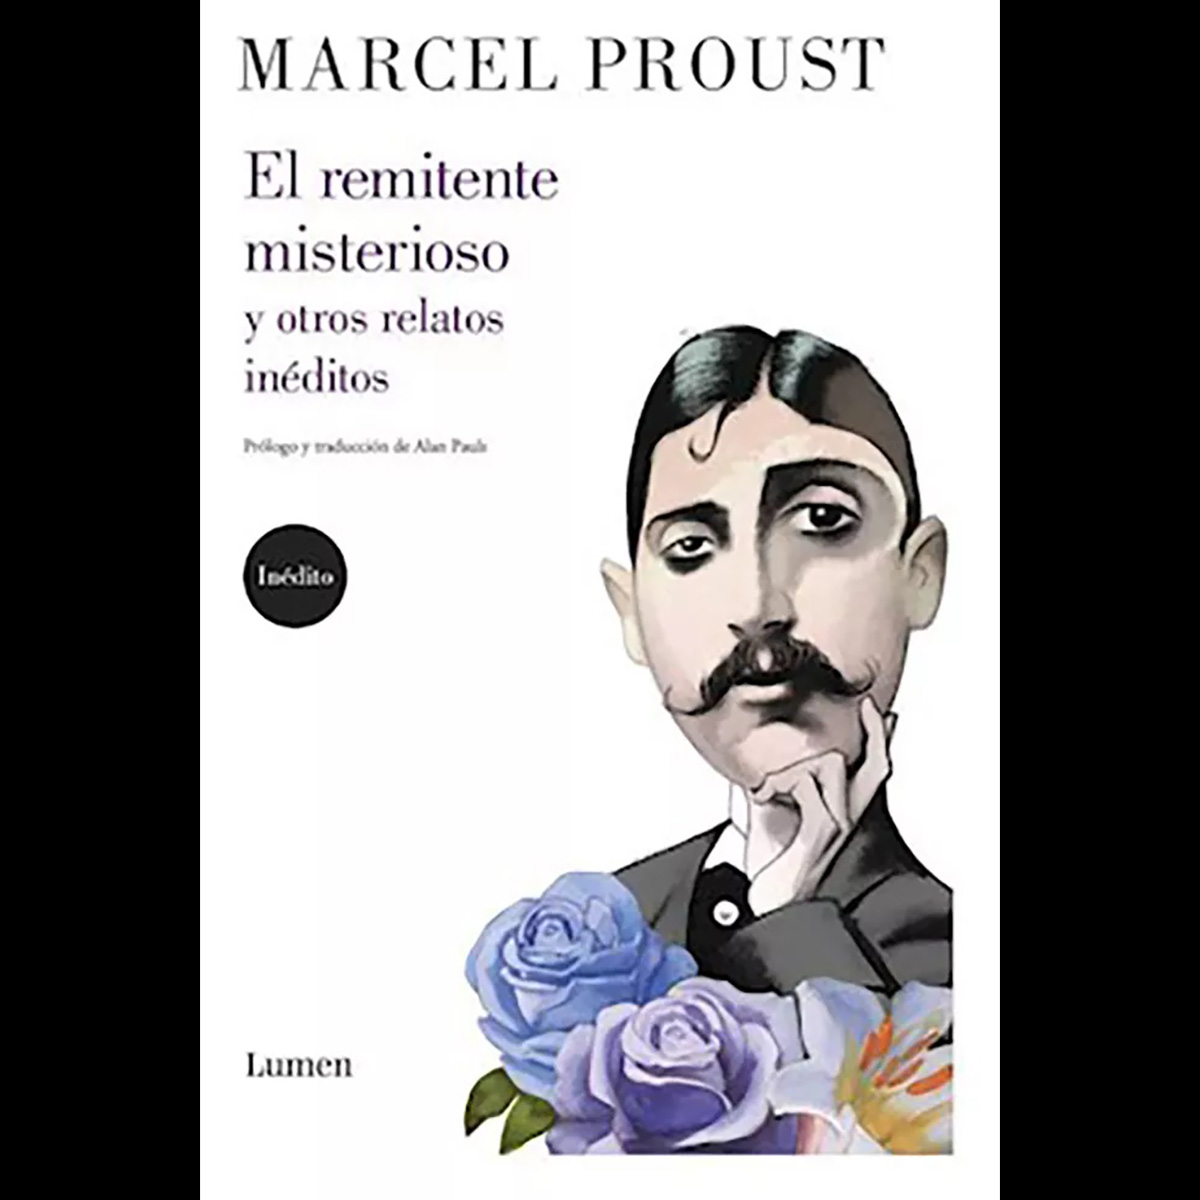 MARCEL PROUST
El remitente
misterioso
y otros relatos
inéditos
Prólogo y traducción de Alan Pauls
Inédito
Lumen